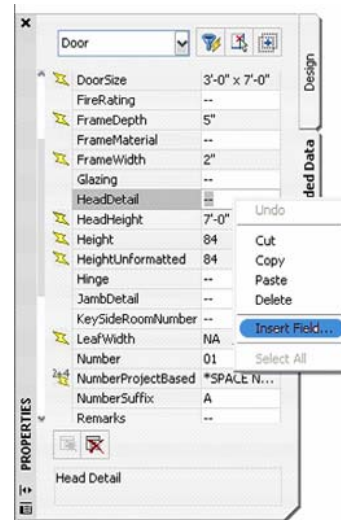 Door
DoorSize 3'-0" x 7'-0"
FireRating --
FrameDepth 5"
FrameMaterial --
FrameWidth 2"
Glazing --
HeadDetail --
HeadHeight 7'-0"
Height 84
HeightUnformatted 84
Hinge --
JambDetail --
KeySideRoomNumber --
LeafWidth NA
Number 01
NumberProjectBased *SPACE N...
NumberSuffix A
Remarks --
Head Detail
PROPERTIES
Design
ded Data
Undo
Cut
Copy
Paste
Delete
Insert Field...
Select All